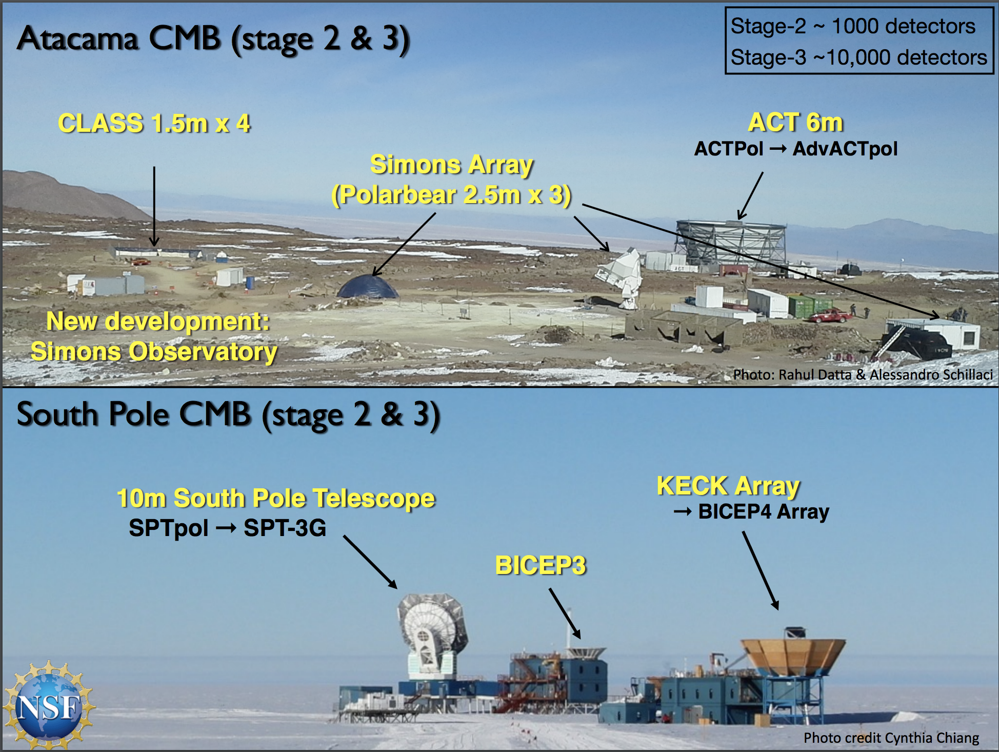 Atacama CMB (stage 2 & 3)
Stage-2 ~ 1000 detectors
Stage-3 ~10,000 detectors
CLASS 1.5m x 4
ACT 6m
ACTPol → AdvACTpol
Simons Array
(Polarbear 2.5m x 3)
ACT
New development:
Simons Observatory
Photo: Rahul Datta & Alessandro Schillaci
South Pole CMB (stage 2 & 3)
10m South Pole Telescope
SPTpol → SPT-3G
KECK Array
→ BICEP4 Array
BICEP3
NSF
Photo credit Cynthia Chiang